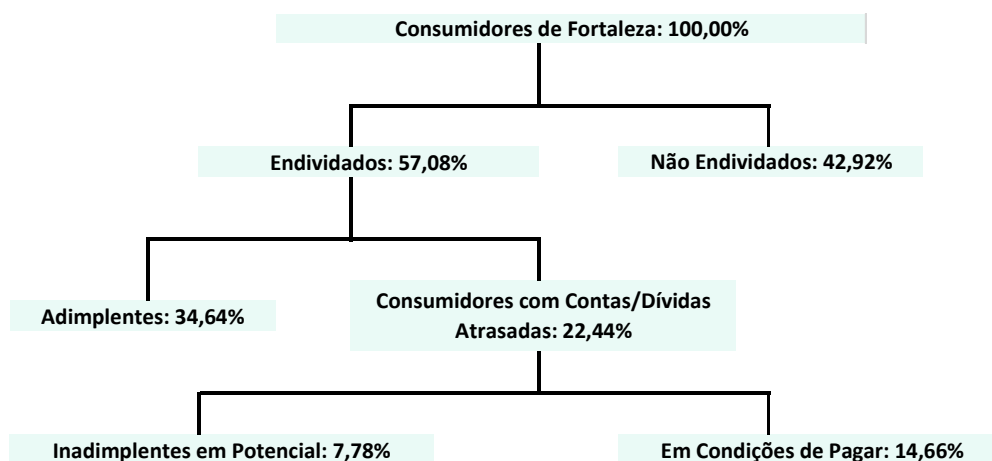 Consumidores de Fortaleza: 100,00%
Endividados: 57,08%
Não Endividados: 42,92%
Adimplentes: 34,64%
Consumidores com Contas/Dívidas
Atrasadas: 22,44%
Inadimplentes em Potencial: 7,78%
Em Condições de Pagar: 14,66%